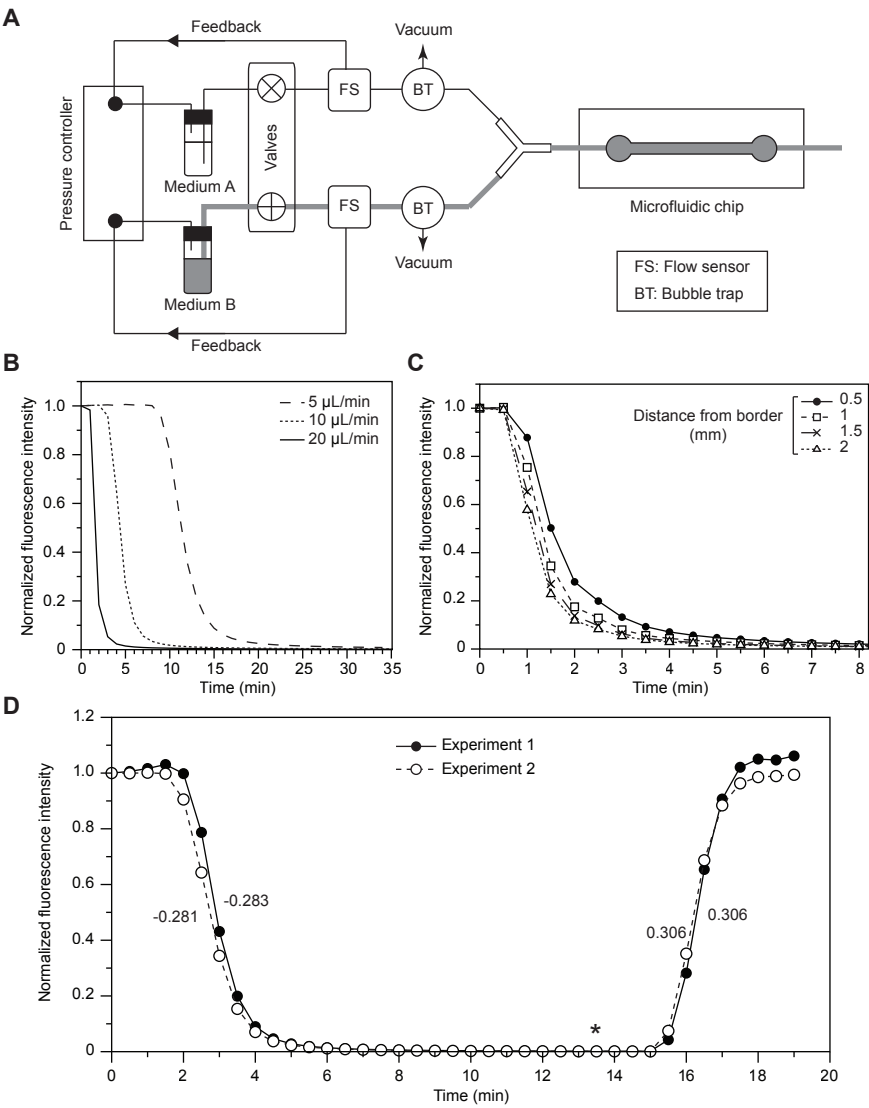 A
Feedback
Vacuum
Pressure controller
Valves
FS
BT
Medium A
FS
BT
Microfluidic chip
Vacuum
Medium B
FS: Flow sensor
BT: Bubble trap
Feedback
B
Normalized fluorescence intensity
1.0
0.8
0.6
0.4
0.2
0
5 µL/min
10 µL/min
20 µL/min
0 5 10 15 20 25 30 35
Time (min)
C
Normalized fluorescence intensity
1.0
0.8
0.6
0.4
0.2
0
Distance from border
(mm)
0.5
1
1.5
2
0 1 2 3 4 5 6 7 8
Time (min)
D
Normalized fluorescence intensity
1.2
1.0
0.8
0.6
0.4
0.2
0
Experiment 1
Experiment 2
-0.283
-0.281
0.306
0.306
*
0 2 4 6 8 10 12 14 16 18 20
Time (min)